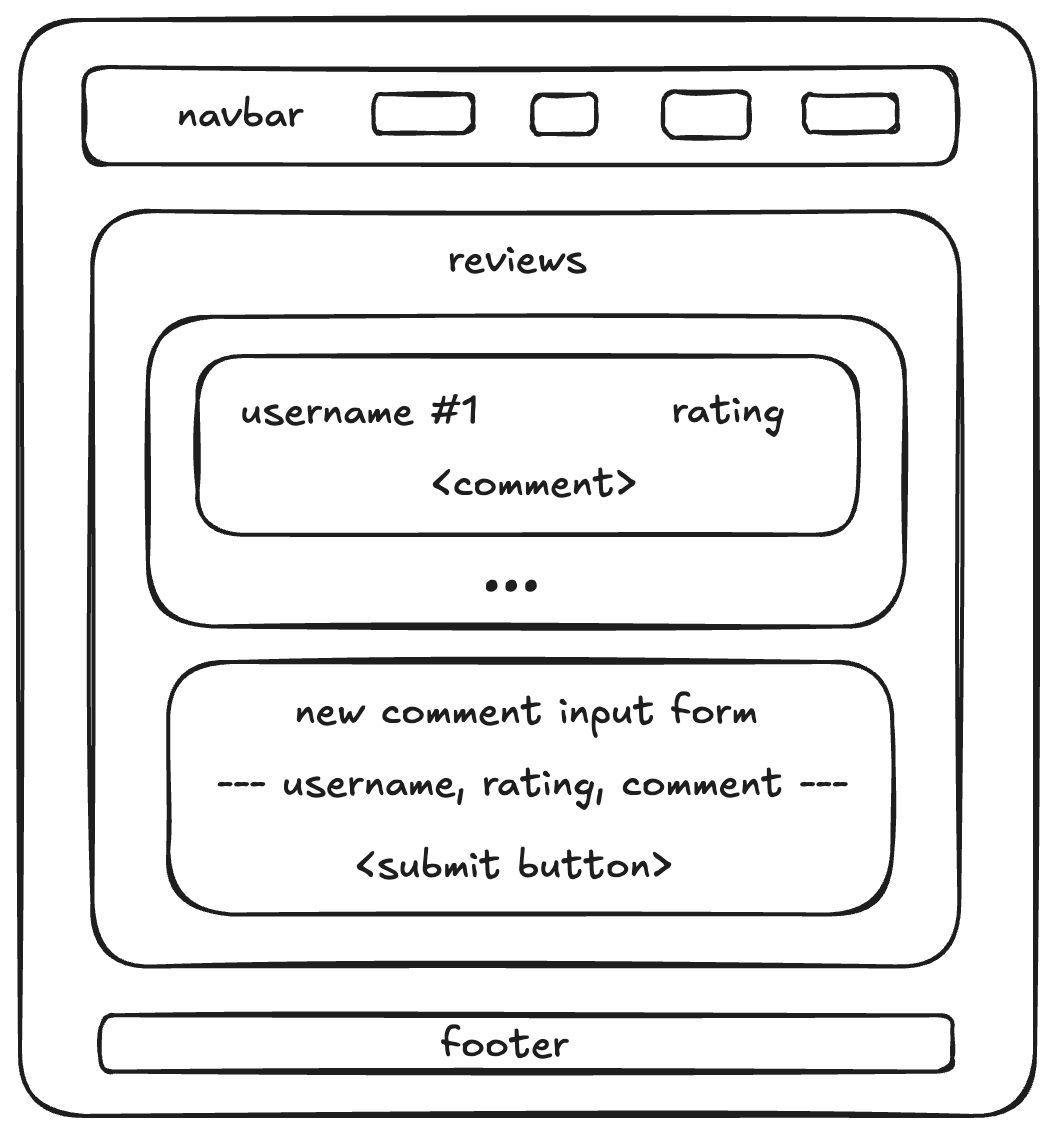 navbar
reviews
username #1 rating
<comment>
...
new comment input form
--- username, rating, comment ---
<submit button>
footer